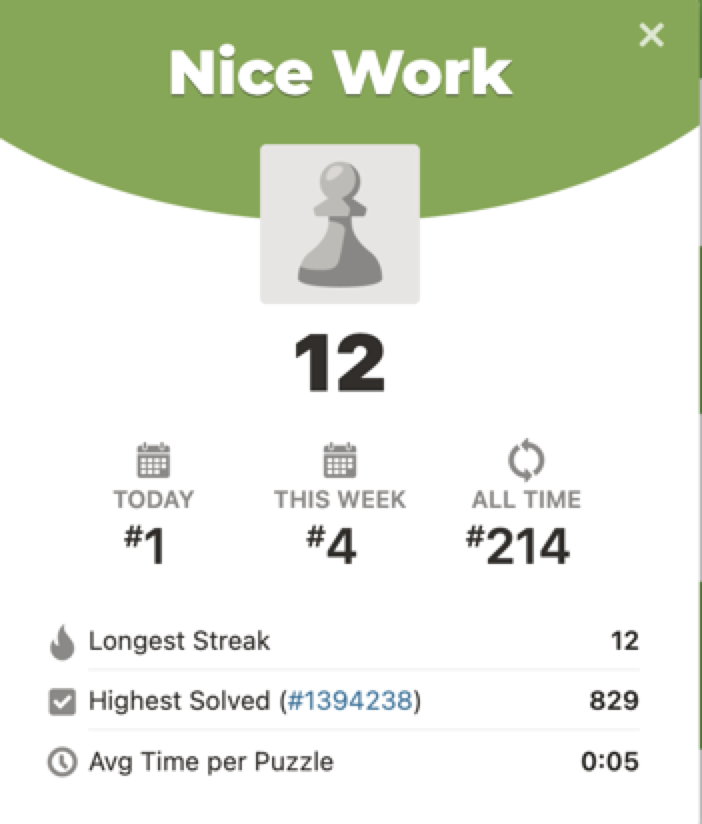 Nice Work
12
TODAY THIS WEEK ALL TIME
#1 #4 #214
Longest Streak 12
Highest Solved (#1394238) 829
Avg Time per Puzzle 0:05